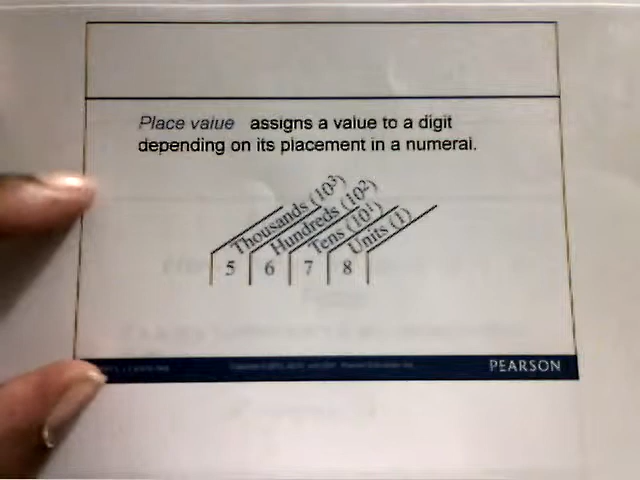 Place value assigns a value to a digit
depending on its placement in a numeral.
Thousands (10³)
Hundreds (10²)
Tens (10¹)
Units (1)
5 6 7 8
PEARSON